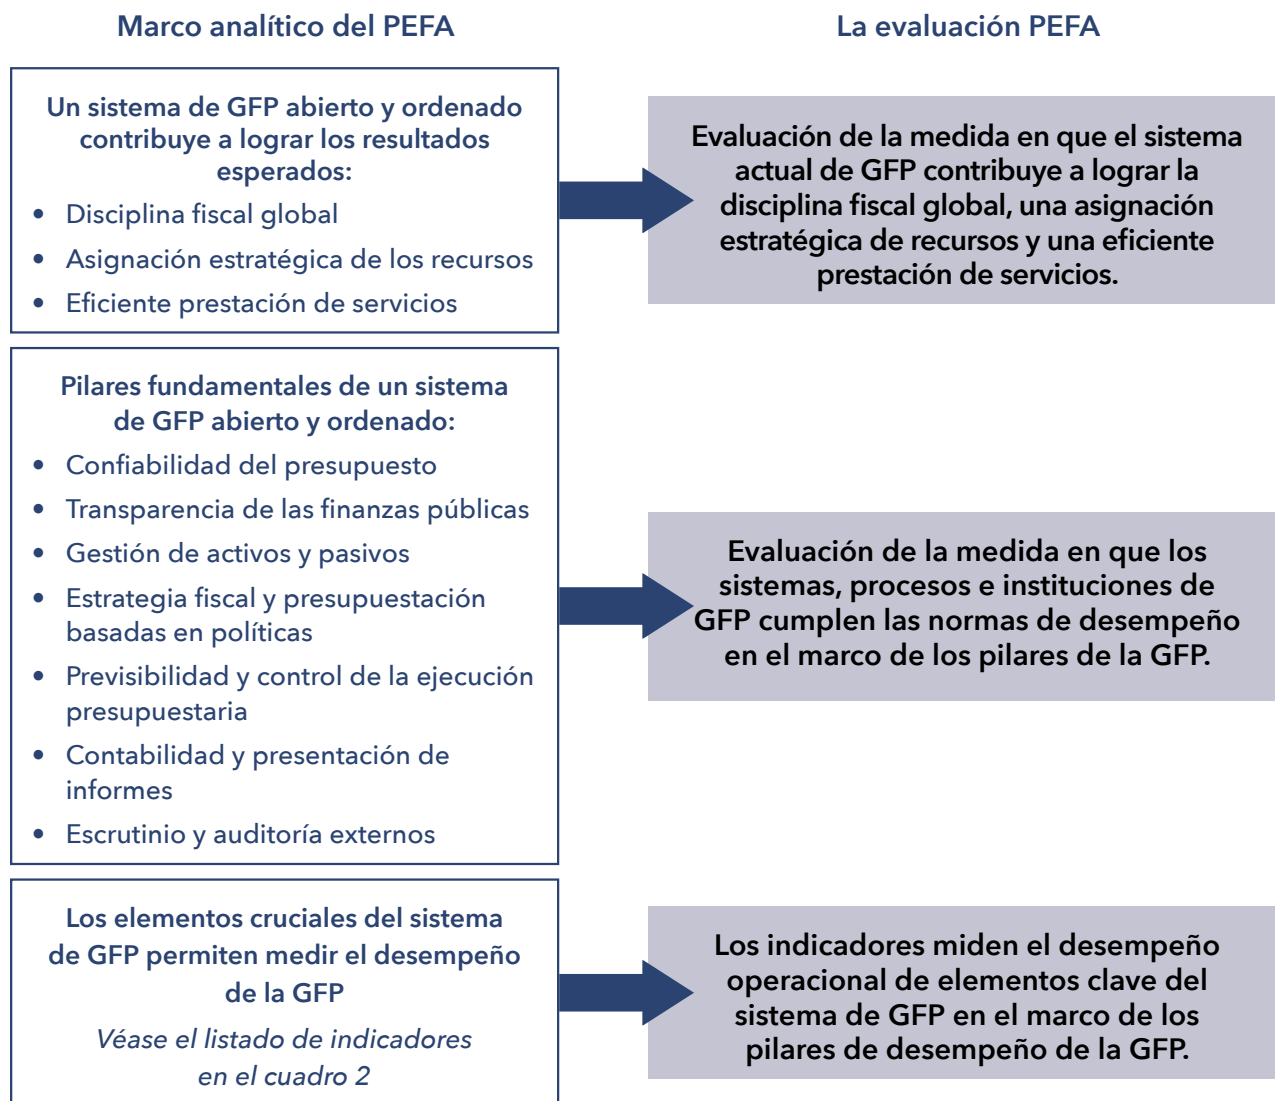 Marco analítico del PEFA
La evaluación PEFA
Un sistema de GFP abierto y ordenado
contribuye a lograr los resultados
esperados:
• Disciplina fiscal global
• Asignación estratégica de los recursos
• Eficiente prestación de servicios
Evaluación de la medida en que el sistema
actual de GFP contribuye a lograr la
disciplina fiscal global, una asignación
estratégica de recursos y una eficiente
prestación de servicios.
Pilares fundamentales de un sistema
de GFP abierto y ordenado:
• Confiabilidad del presupuesto
• Transparencia de las finanzas públicas
• Gestión de activos y pasivos
• Estrategia fiscal y presupuestación
basadas en políticas
• Previsibilidad y control de la ejecución
presupuestaria
• Contabilidad y presentación de
informes
• Escrutinio y auditoría externos
Evaluación de la medida en que los
sistemas, procesos e instituciones de
GFP cumplen las normas de desempeño
en el marco de los pilares de la GFP.
Los elementos cruciales del sistema
de GFP permiten medir el desempeño
de la GFP
Véase el listado de indicadores
en el cuadro 2
Los indicadores miden el desempeño
operacional de elementos clave del
sistema de GFP en el marco de los
pilares de desempeño de la GFP.